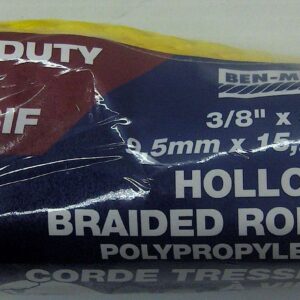 DUTY
IF
BEN-M
3/8" x
9.5mm x 15,
HOLLO
BRAIDED RO
POLYPROPYLE
CORDE TRESS